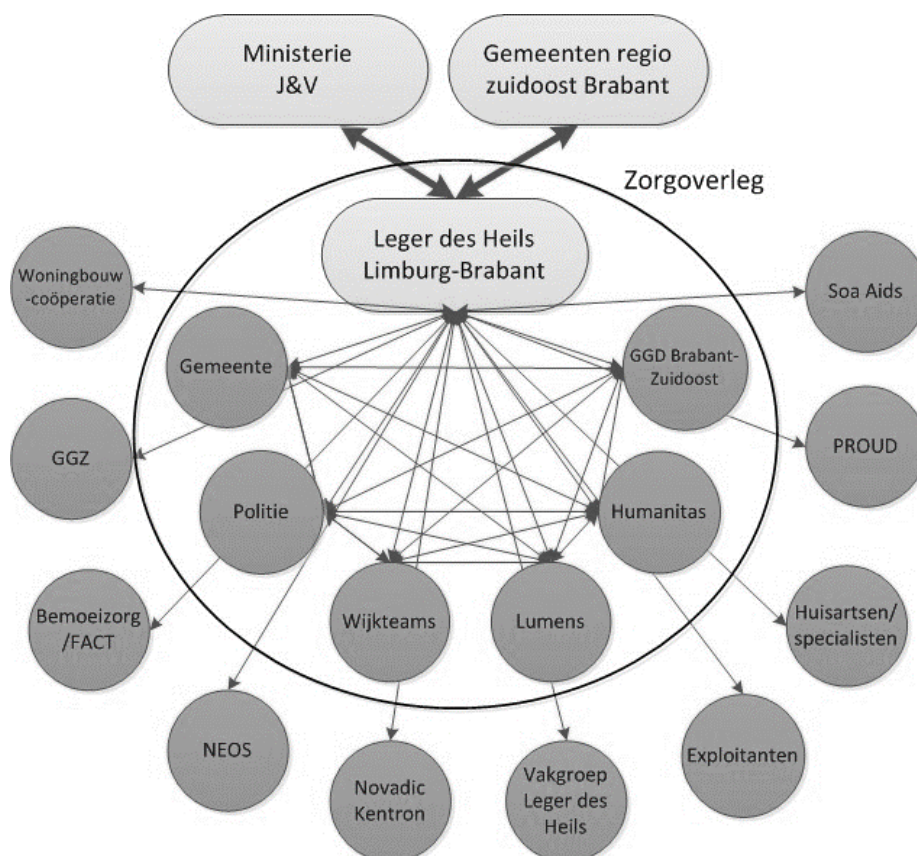 Ministerie
J&V
Gemeenten regio
zuidoost Brabant
Zorgoverleg
Leger des Heils
Limburg-Brabant
Woningbouw
-coöperatie
Soa Aids
Gemeente
GGD Brabant-
Zuidoost
GGZ
PROUD
Politie
Humanitas
Bemoeizorg
/FACT
Wijkteams
Lumens
Huisartsen/
specialisten
NEOS
Exploitanten
Novadic
Kentron
Vakgroep
Leger des
Heils